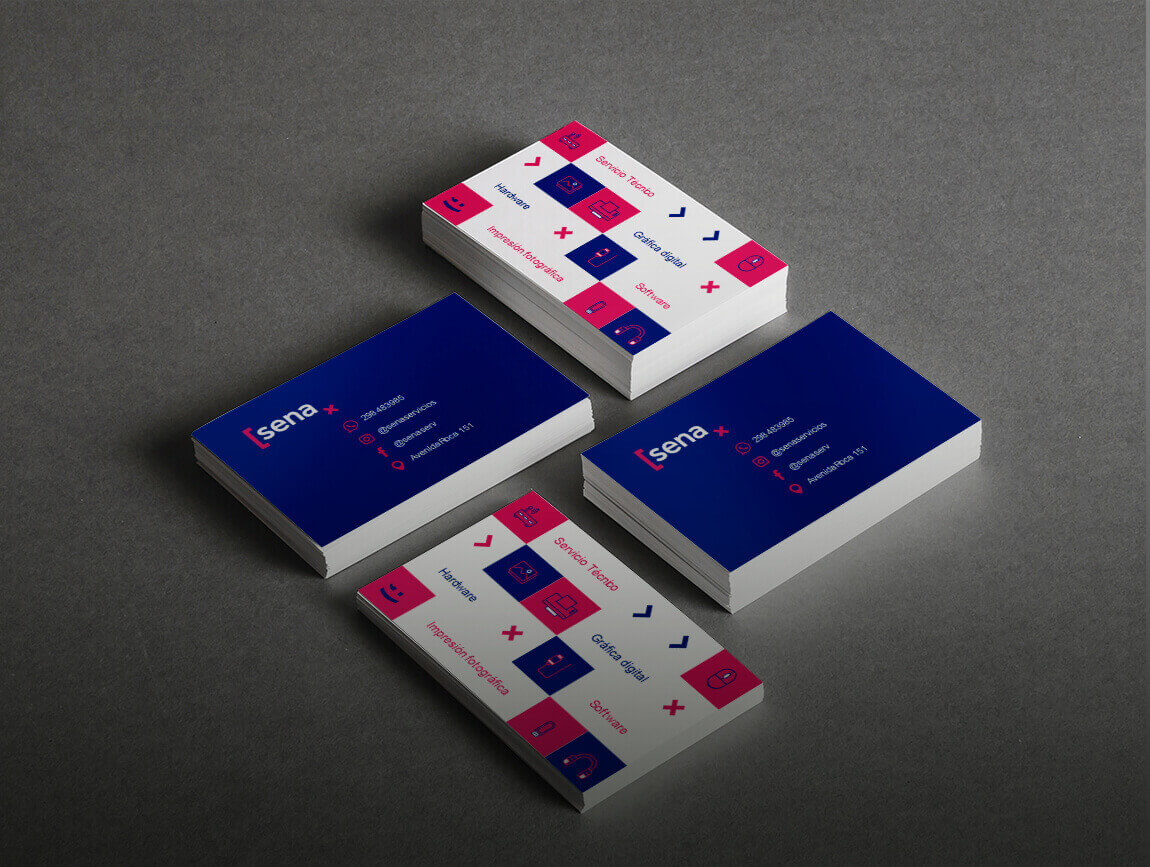 Servicio Técnico
Hardware
Gráfica digital
Impresión fotográfica
Software
[sena
298 483985
@senaservicios
@senaserv
Avenida Roca 151
[sena
298 483985
@senaservicios
@senaserv
Avenida Roca 151
Servicio Técnico
Hardware
Gráfica digital
Impresión fotográfica
Software